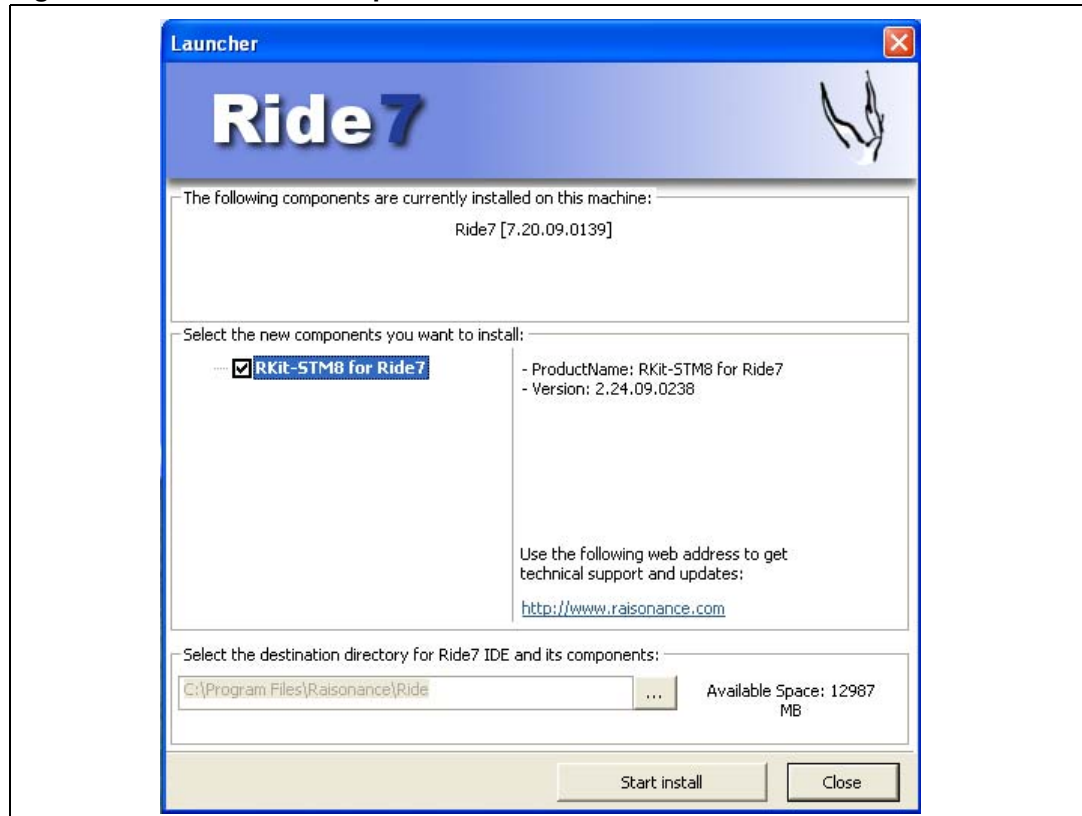 Launcher
Ride7
The following components are currently installed on this machine:
Ride7 [7.20.09.0139]
Select the new components you want to install:
RKit-STM8 for Ride7
- ProductName: RKit-STM8 for Ride7
- Version: 2.24.09.0238
Use the following web address to get
technical support and updates:
http://www.raisonance.com
Select the destination directory for Ride7 IDE and its components:
C:\Program Files\Raisonance\Ride
...
Available Space: 12987
MB
Start install
Close